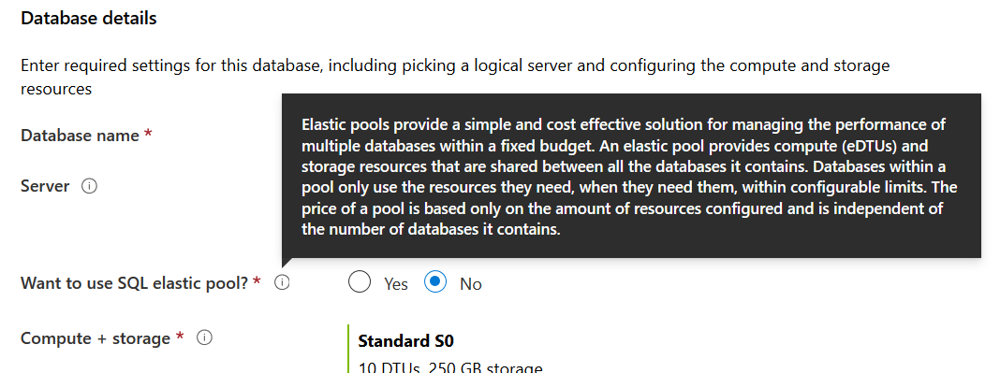 Database details
Enter required settings for this database, including picking a logical server and configuring the compute and storage
resources
Database name *
Server
Elastic pools provide a simple and cost effective solution for managing the performance of
multiple databases within a fixed budget. An elastic pool provides compute (eDTUs) and
storage resources that are shared between all the databases it contains. Databases within a
pool only use the resources they need, when they need them, within configurable limits. The
price of a pool is based only on the amount of resources configured and is independent of
the number of databases it contains.
Want to use SQL elastic pool? * Yes No
Compute + storage * Standard S0
10 DTUs, 250 GB storage